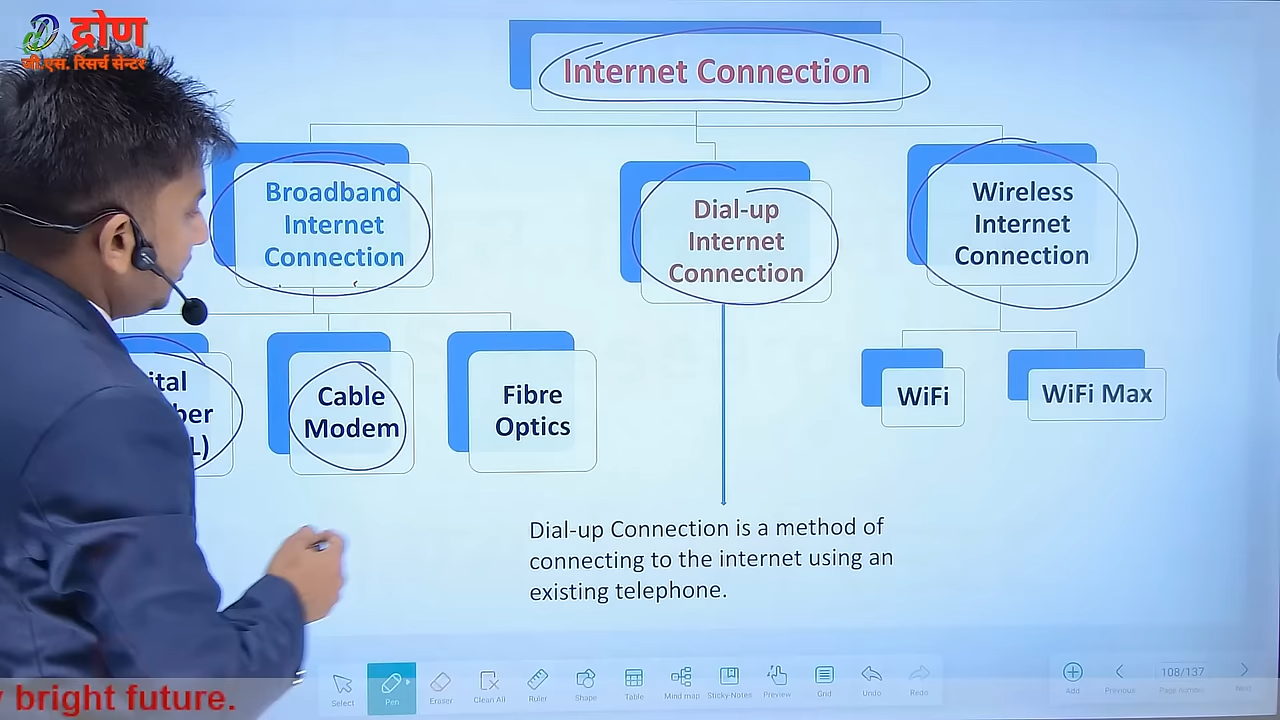 द्रोण
जी.एस. रिसर्च सेन्टर
Internet Connection
Broadband
Internet
Connection
Dial-up
Internet
Connection
Wireless
Internet
Connection
Cable
Modem
Fibre
Optics
WiFi
WiFi Max
Dial-up Connection is a method of
connecting to the internet using an
existing telephone.
Select
Pen
Eraser
Clean All
Ruler
Shape
Table
Mind map
Sticky-Notes
Preview
Grid
Undo
Redo
Add
Previous
108/137
Page number
Next
bright future.